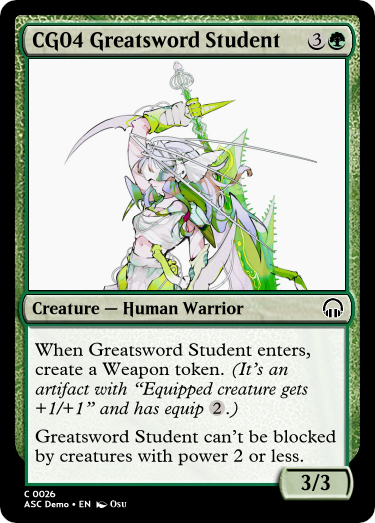 CG04 Greatsword Student 3
Creature — Human Warrior
When Greatsword Student enters,
create a Weapon token. (It's an
artifact with “Equipped creature gets
+1/+1” and has equip 2.)
Greatsword Student can't be blocked
by creatures with power 2 or less.
3/3
C 0026
ASC Demo • EN Osu